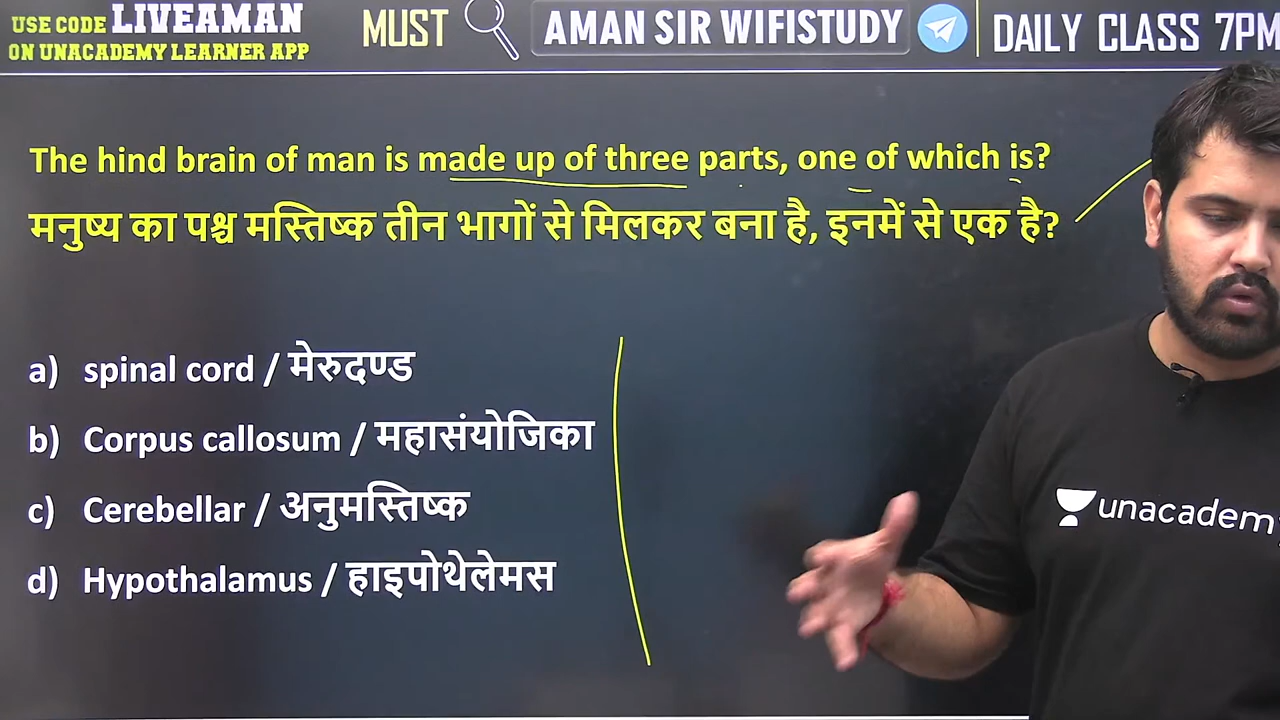 USE CODE LIVEAMAN
ON UNACADEMY LEARNER APP
MUST
AMAN SIR WIFISTUDY
DAILY CLASS 7PM
The hind brain of man is made up of three parts, one of which is?
मनुष्य का पश्च मस्तिष्क तीन भागों से मिलकर बना है, इनमें से एक है?
a) spinal cord / मेरुदण्ड
b) Corpus callosum / महासंयोजिका
c) Cerebellar / अनुमस्तिष्क
d) Hypothalamus / हाइपोथेलेमस
unacadem